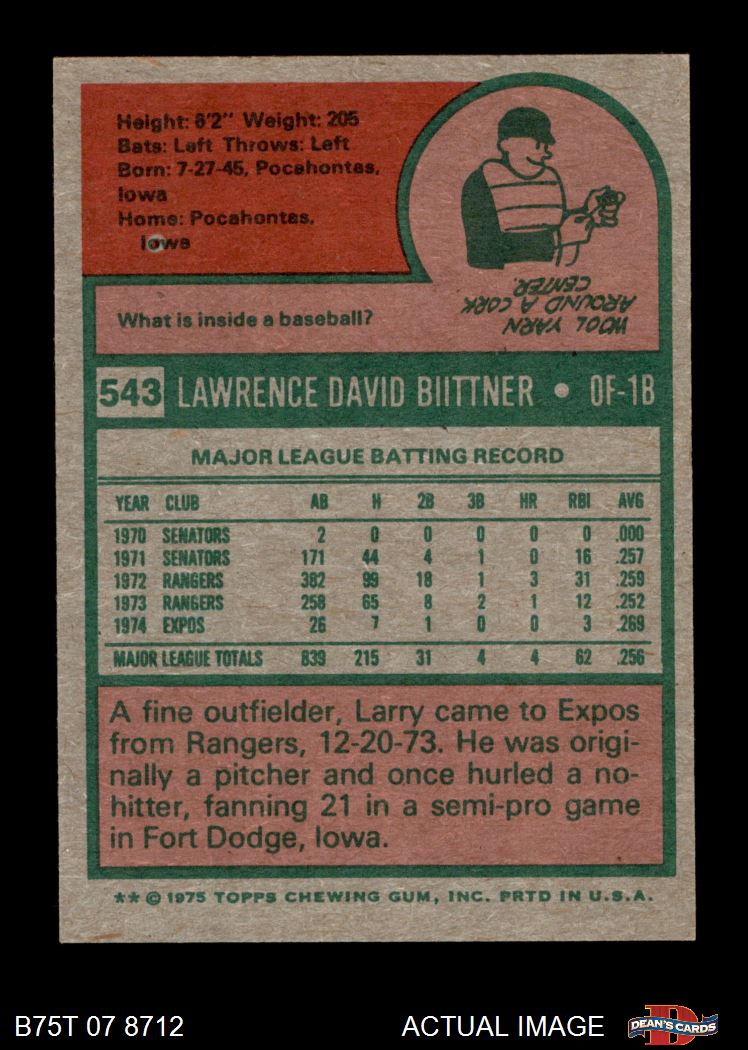 Height: 6'2" Weight: 205
Bats: Left Throws: Left
Born: 7-27-45, Pocahontas,
Iowa
Home: Pocahontas,
Iowa
What is inside a baseball?
WOOL YARN
AROUND A CORK
CENTER.
543 LAWRENCE DAVID BIITTNER • OF-1B
MAJOR LEAGUE BATTING RECORD
YEAR CLUB AB H 2B 3B HR RBI AVG
1970 SENATORS 2 0 0 0 0 0 .000
1971 SENATORS 171 44 4 1 0 16 .257
1972 RANGERS 382 99 18 1 3 31 .259
1973 RANGERS 258 65 8 2 1 12 .252
1974 EXPOS 26 7 1 0 0 3 .269
MAJOR LEAGUE TOTALS 839 215 31 4 4 62 .256
A fine outfielder, Larry came to Expos
from Rangers, 12-20-73. He was origi-
nally a pitcher and once hurled a no-
hitter, fanning 21 in a semi-pro game
in Fort Dodge, Iowa.
** © 1975 TOPPS CHEWING GUM, INC. PRTD IN U.S.A.
B75T 07 8712 ACTUAL IMAGE D DEAN'S CARDS